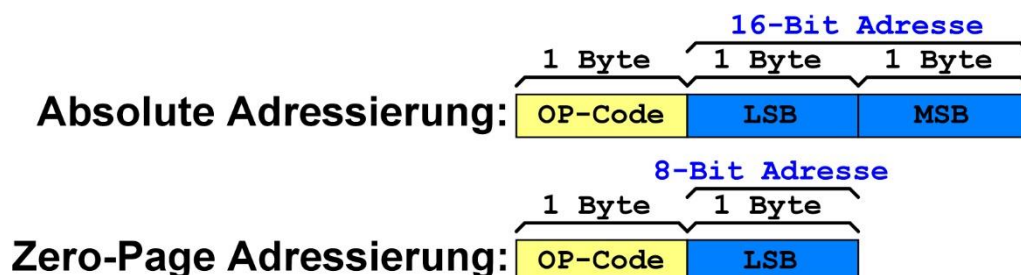 16-Bit Adresse
1 Byte 1 Byte 1 Byte
Absolute Adressierung: OP-Code LSB MSB
8-Bit Adresse
1 Byte 1 Byte
Zero-Page Adressierung: OP-Code LSB